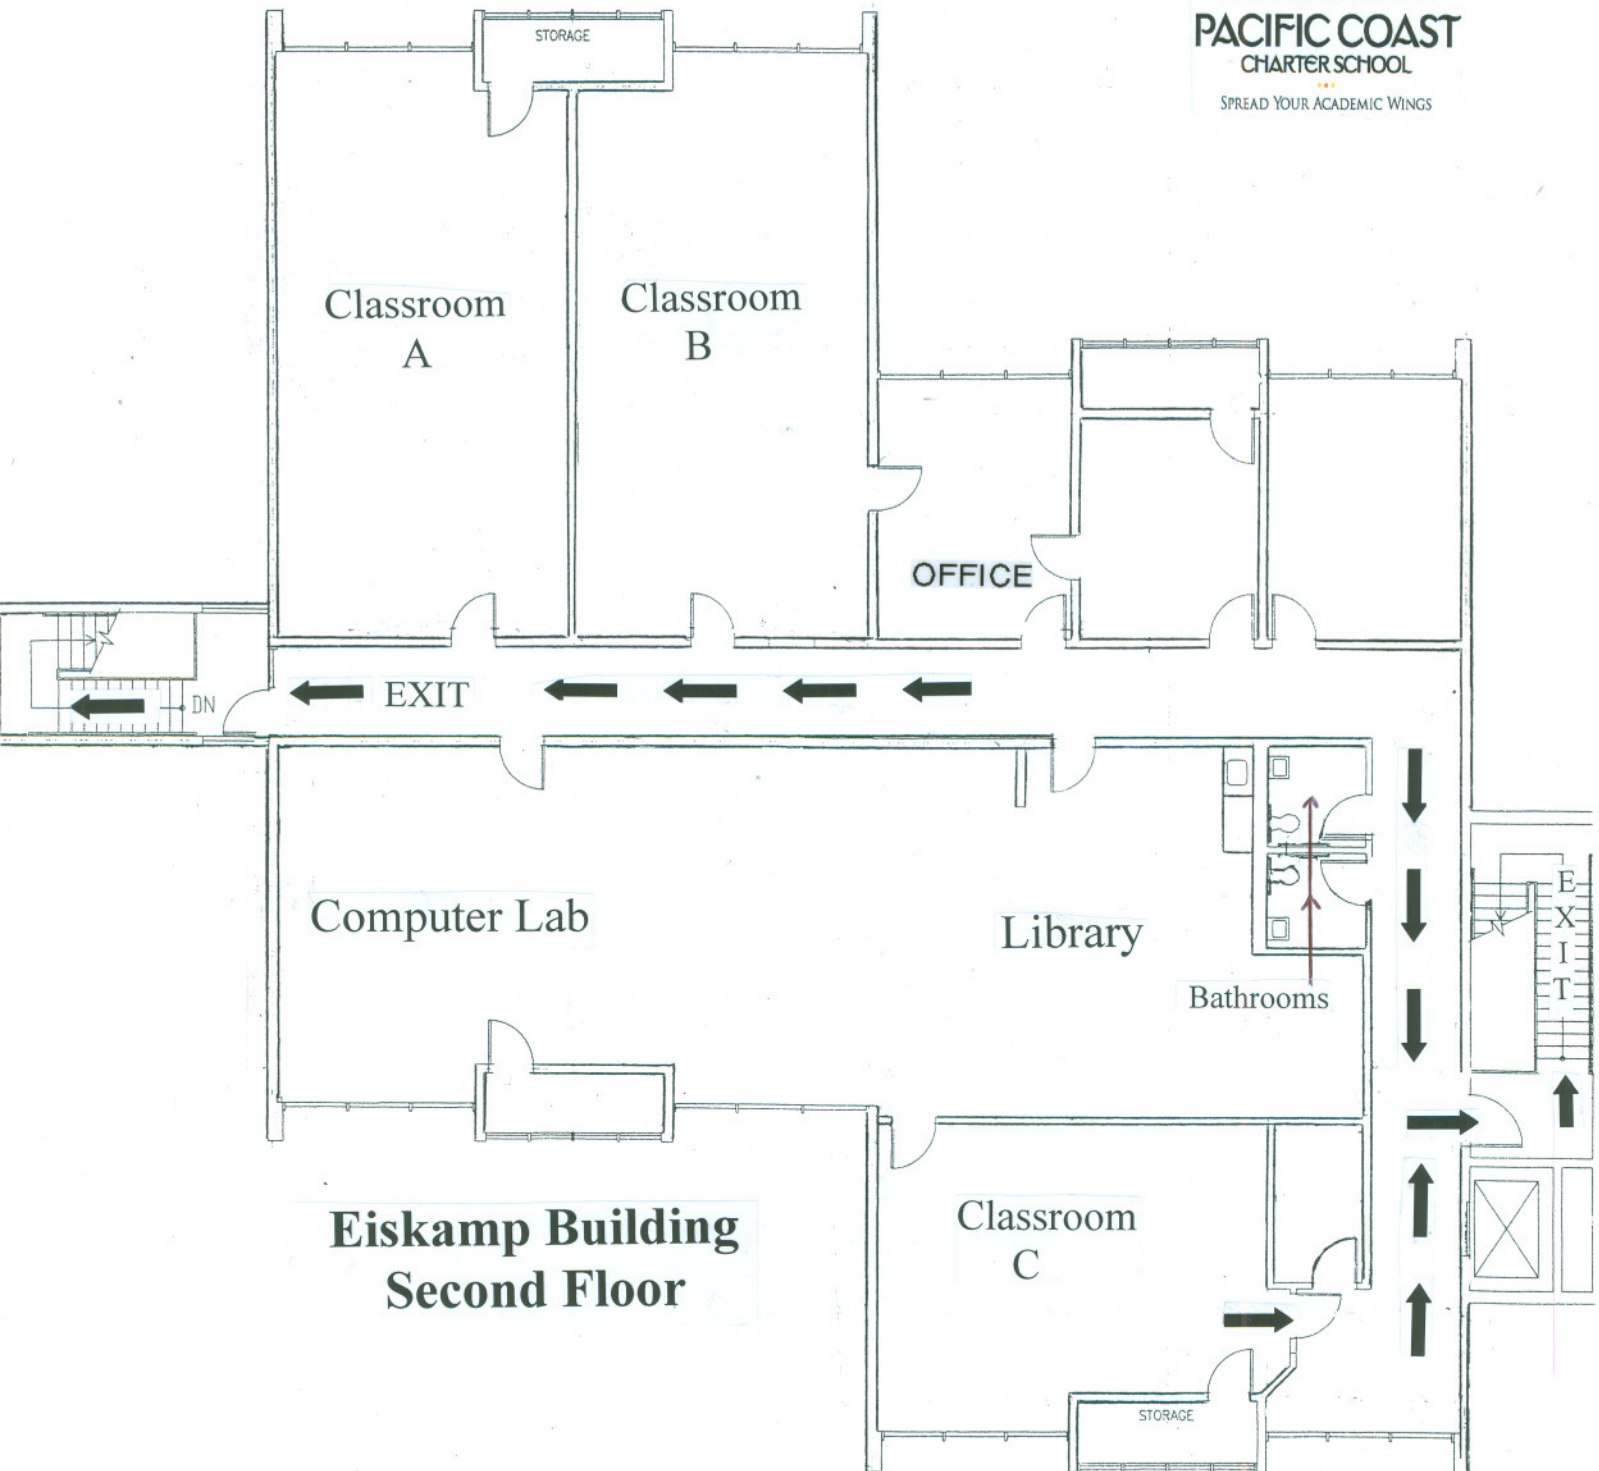 PACIFIC COAST
CHARTER SCHOOL
SPREAD YOUR ACADEMIC WINGS
STORAGE
Classroom
A
Classroom
B
OFFICE
DN
EXIT
EXIT
Computer Lab
Library
Bathrooms
Eiskamp Building
Second Floor
Classroom
C
STORAGE